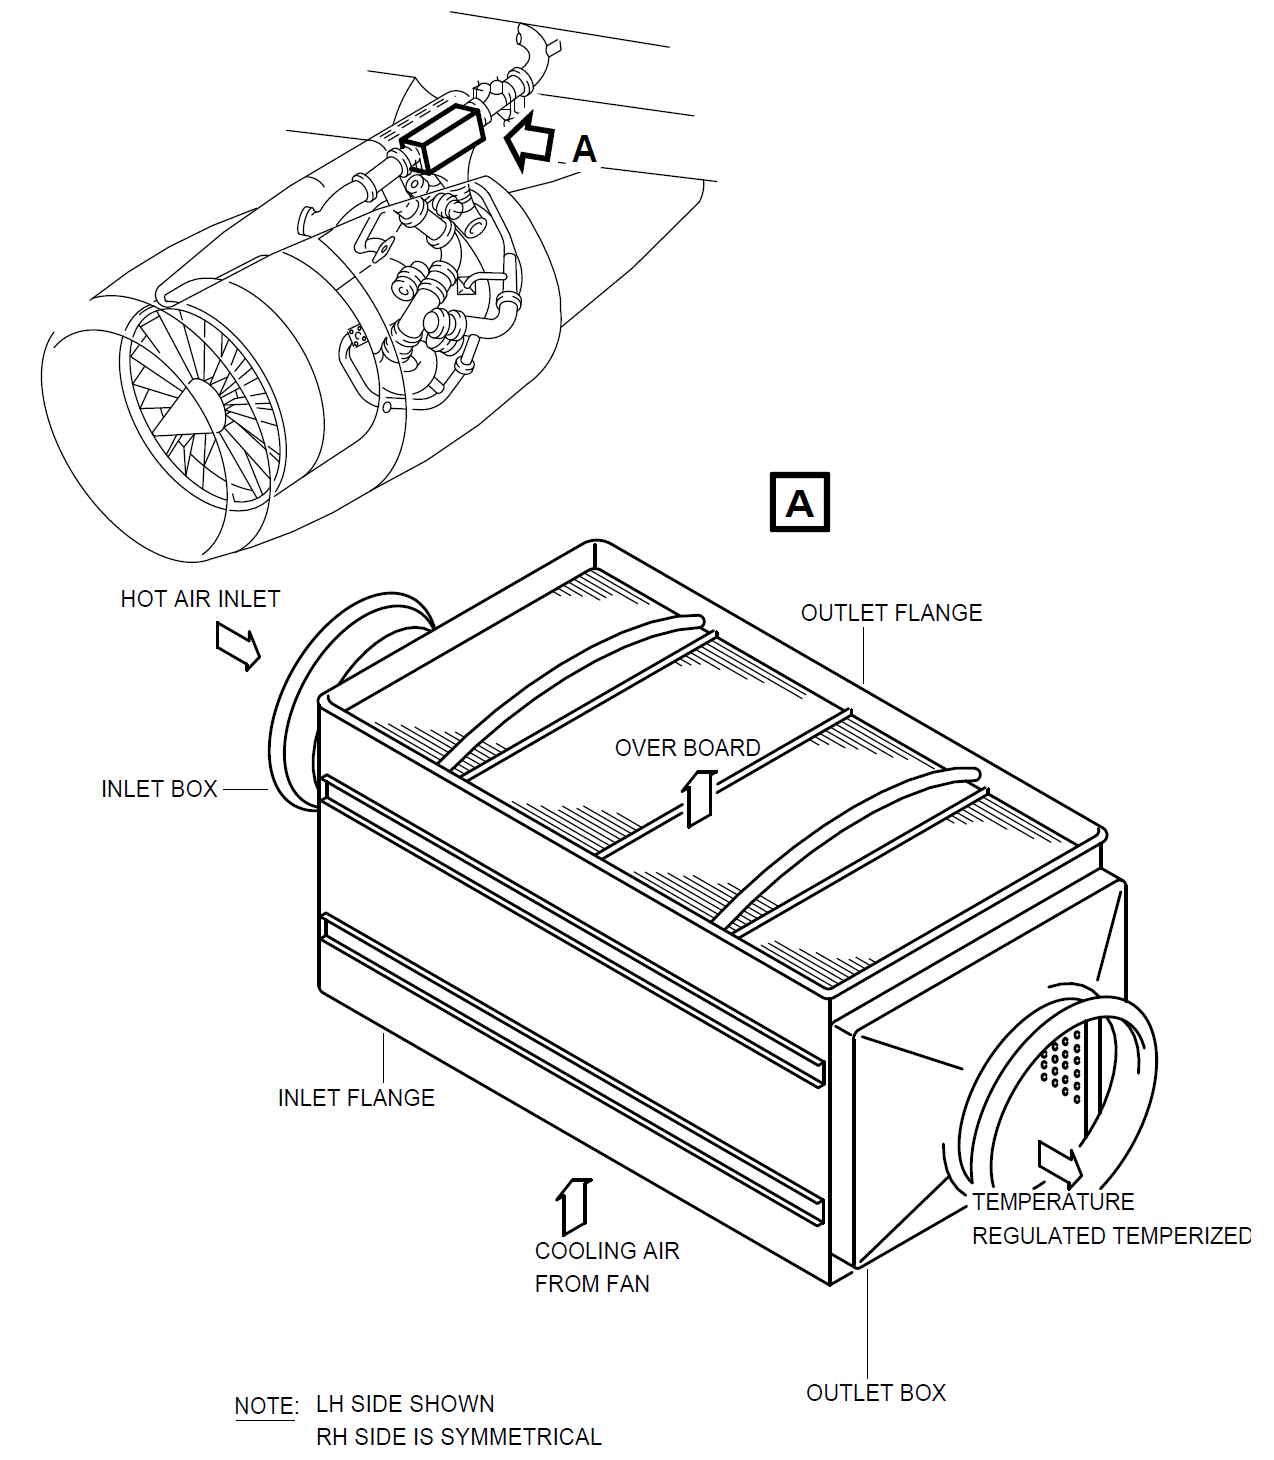 A
A
HOT AIR INLET
OUTLET FLANGE
OVER BOARD
INLET BOX
INLET FLANGE
TEMPERATURE
REGULATED TEMPERIZED
COOLING AIR
FROM FAN
OUTLET BOX
NOTE: LH SIDE SHOWN
RH SIDE IS SYMMETRICAL